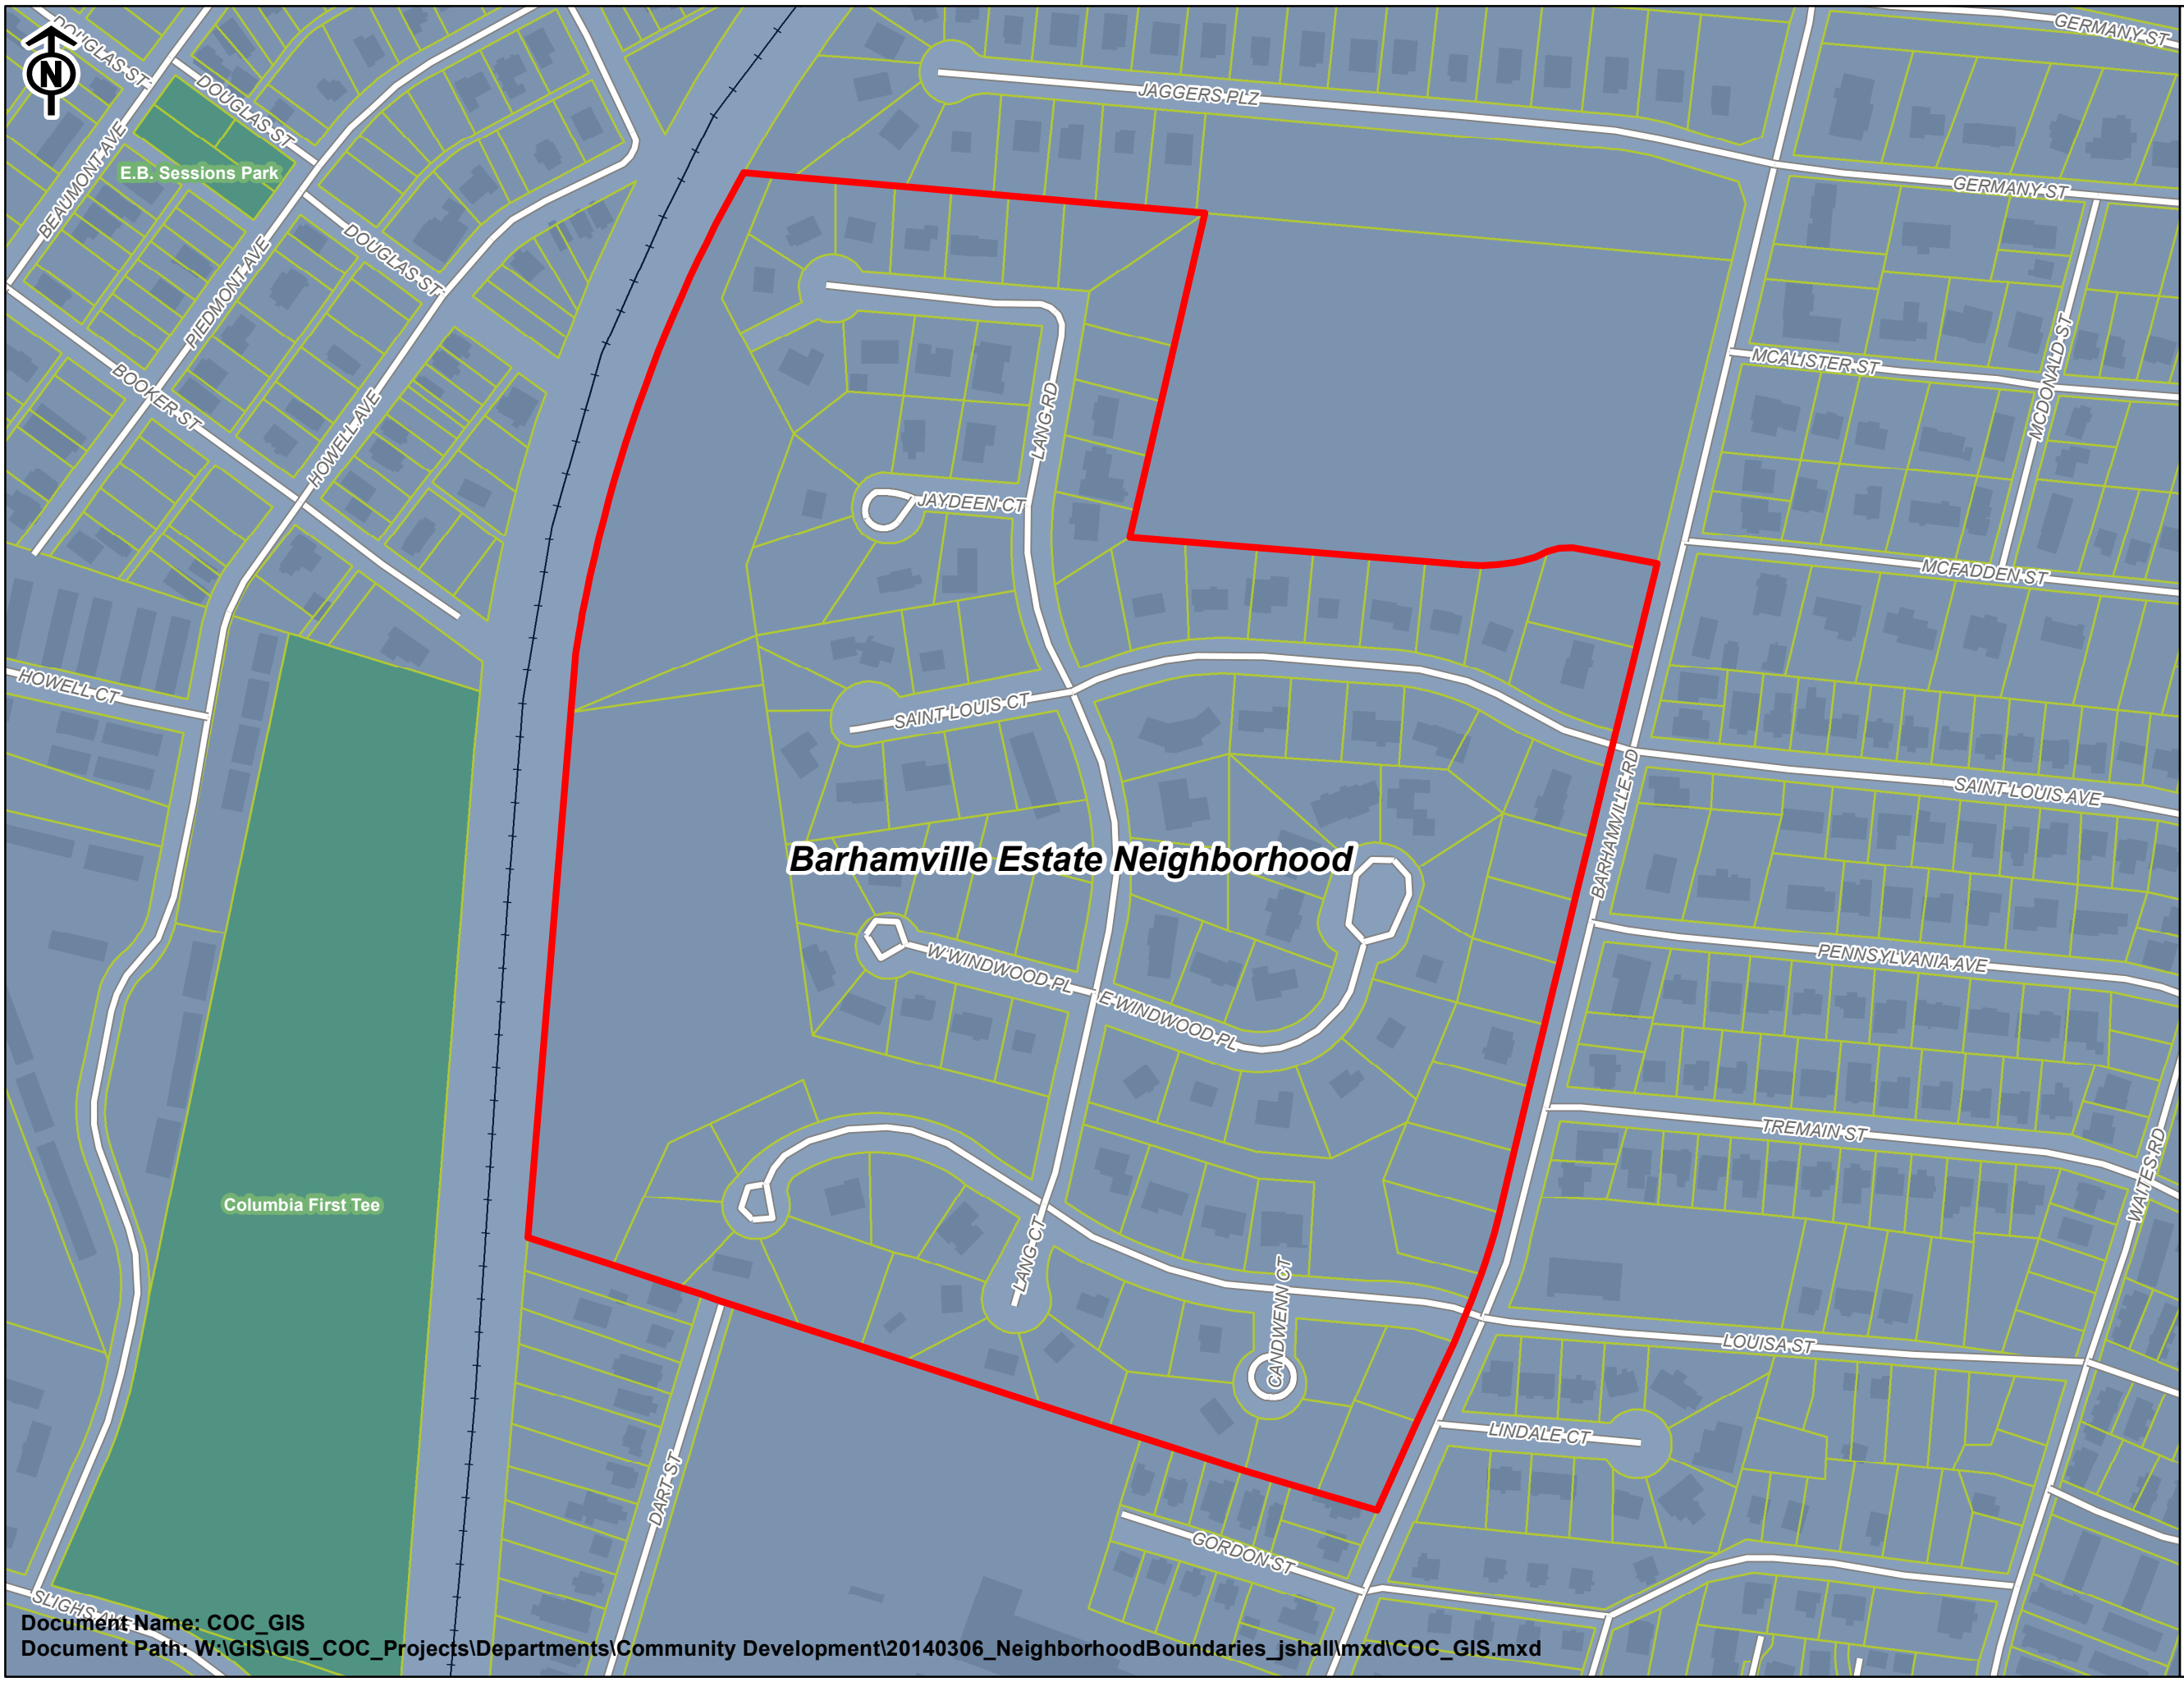 GERMANY ST
DOUGLAS ST
N
DOUGLAS ST
JAGGERS PLZ
BEAUMONT AVE
E.B. Sessions Park
GERMANY ST
DOUGLAS ST
PIEDMONT AVE
MCALISTER ST
MCDONALD ST
BOOKER ST
HOWELL AVE
LANG RD
JAYDEEN CT
MCFADDEN ST
HOWELL CT
SAINT LOUIS CT
SAINT LOUIS AVE
BARHAMVILLE RD
Barhamville Estate Neighborhood
W WINDWOOD PL
E WINDWOOD PL
PENNSYLVANIA AVE
TREMAIN ST
WAITES RD
Columbia First Tee
LANG CT
CANDWENN CT
LOUISA ST
LINDALE CT
DART ST
GORDON ST
SLIGHS AVE
Document Name: COC_GIS
Document Path: W:\GIS\GIS_COC_Projects\Departments\Community Development\20140306_NeighborhoodBoundaries_jshall\mxd\COC_GIS.mxd